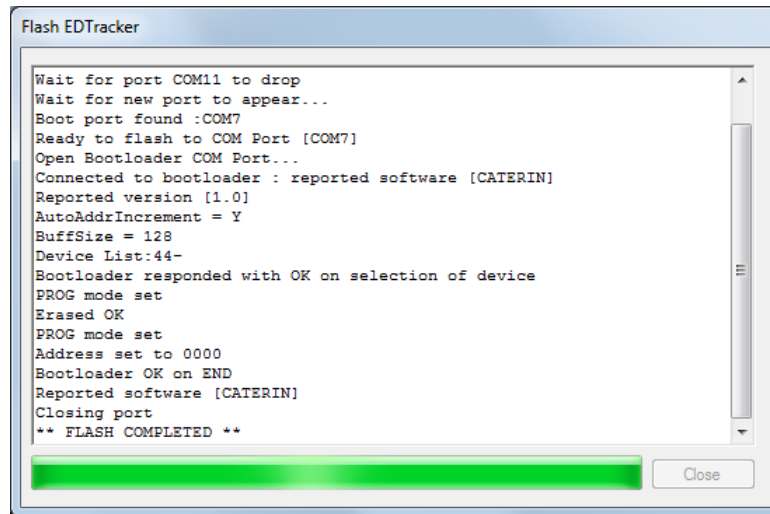 Flash EDTracker
Wait for port COM11 to drop
Wait for new port to appear...
Boot port found :COM7
Ready to flash to COM Port [COM7]
Open Bootloader COM Port...
Connected to bootloader : reported software [CATERIN]
Reported version [1.0]
AutoAddrIncrement = Y
BuffSize = 128
Device List:44-
Bootloader responded with OK on selection of device
PROG mode set
Erased OK
PROG mode set
Address set to 0000
Bootloader OK on END
Reported software [CATERIN]
Closing port
** FLASH COMPLETED **
Close